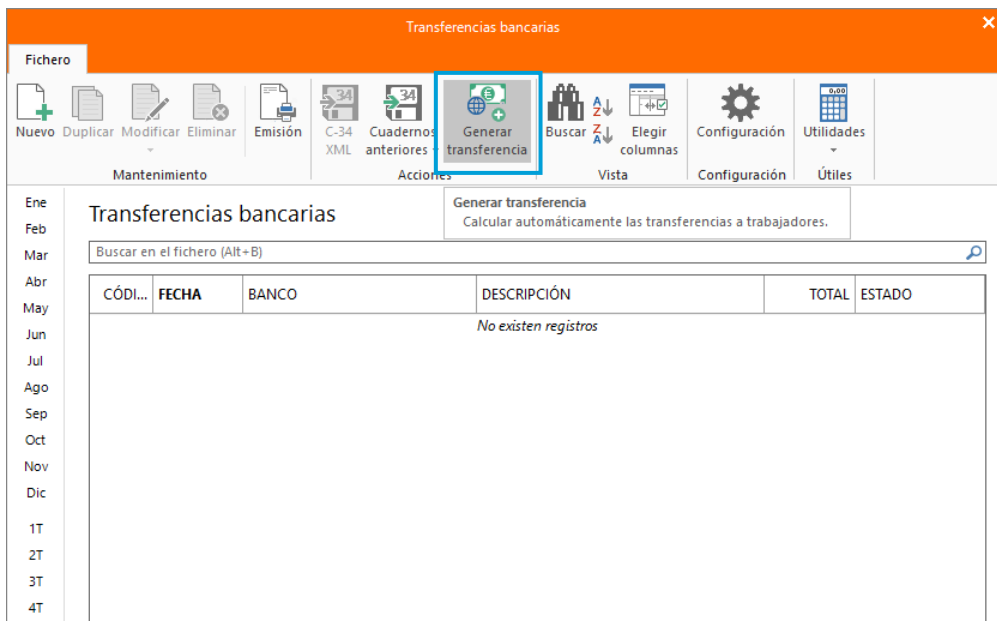 Transferencias bancarias
Fichero
Nuevo Duplicar Modificar Eliminar Emisión C-34 XML Cuadernos anteriores Generar transferencia Buscar Elegir columnas Configuración Utilidades
Mantenimiento Acciones Vista Configuración Útiles
Generar transferencia
Calcular automáticamente las transferencias a trabajadores.
Transferencias bancarias
Buscar en el fichero (Alt+B)
CÓDI... FECHA BANCO DESCRIPCIÓN TOTAL ESTADO
No existen registros
Ene
Feb
Mar
Abr
May
Jun
Jul
Ago
Sep
Oct
Nov
Dic
1T
2T
3T
4T